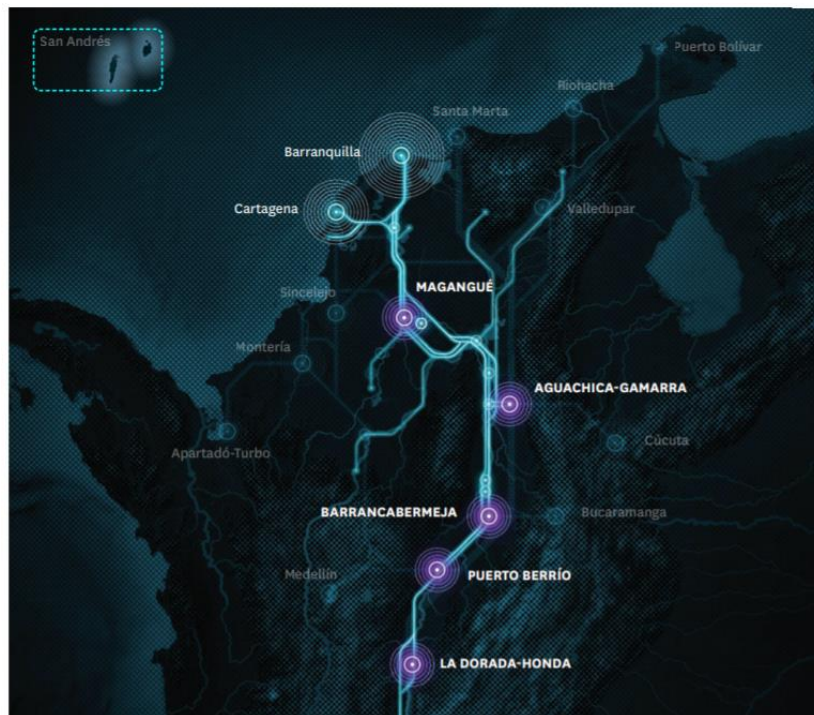 San Andrés
Puerto Bolívar
Riohacha
Santa Marta
Barranquilla
Cartagena
Valledupar
MAGANGUÉ
Sincelejo
Montería
AGUACHICA-GAMARRA
Apartadó-Turbo
Cúcuta
BARRANCABERMEJA
Bucaramanga
Medellín
PUERTO BERRÍO
LA DORADA-HONDA